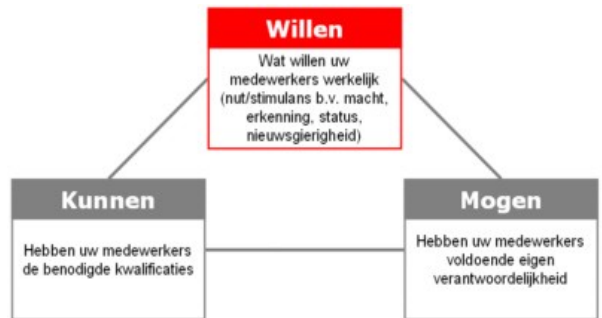 Willen
Wat willen uw
medewerkers werkelijk
(nut/stimulans b.v. macht,
erkenning, status,
nieuwsgierigheid)
Kunnen
Hebben uw medewerkers
de benodigde kwalificaties
Mogen
Hebben uw medewerkers
voldoende eigen
verantwoordelijkheid